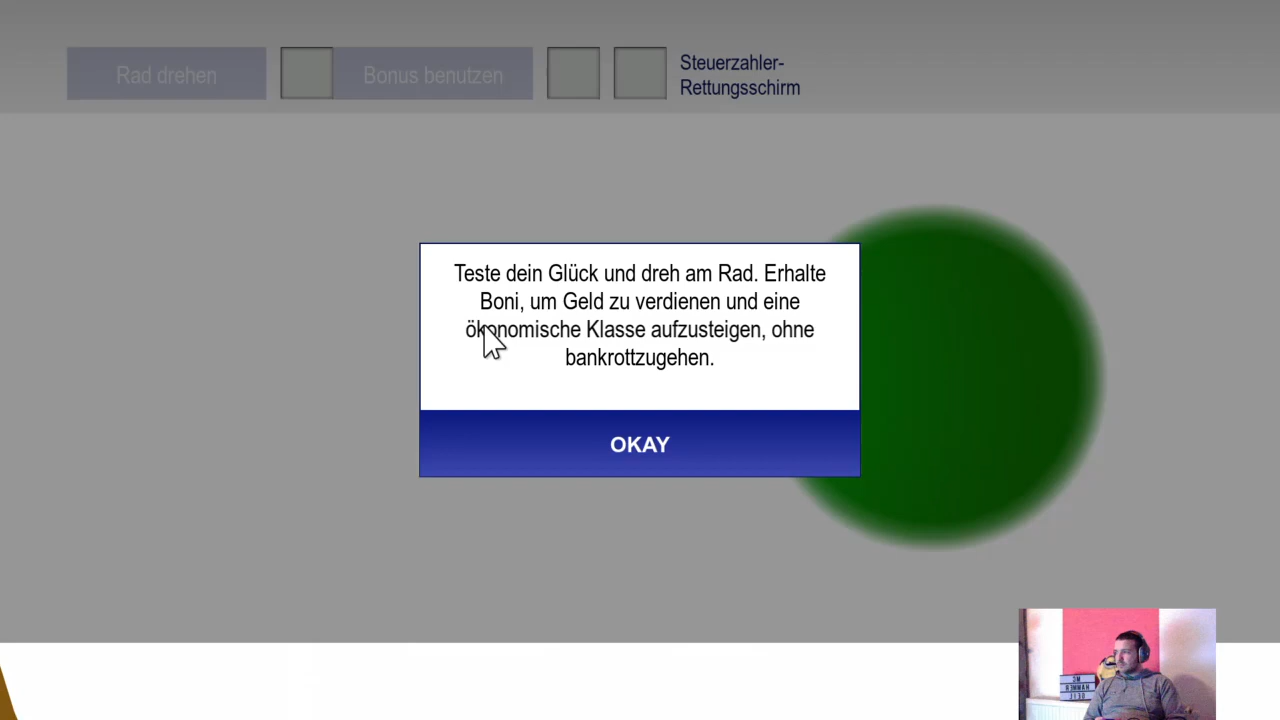 Rad drehen
Bonus benutzen
Steuerzahler-
Rettungsschirm
Teste dein Glück und dreh am Rad. Erhalte
Boni, um Geld zu verdienen und eine
ökonomische Klasse aufzusteigen, ohne
bankrottzugehen.
OKAY